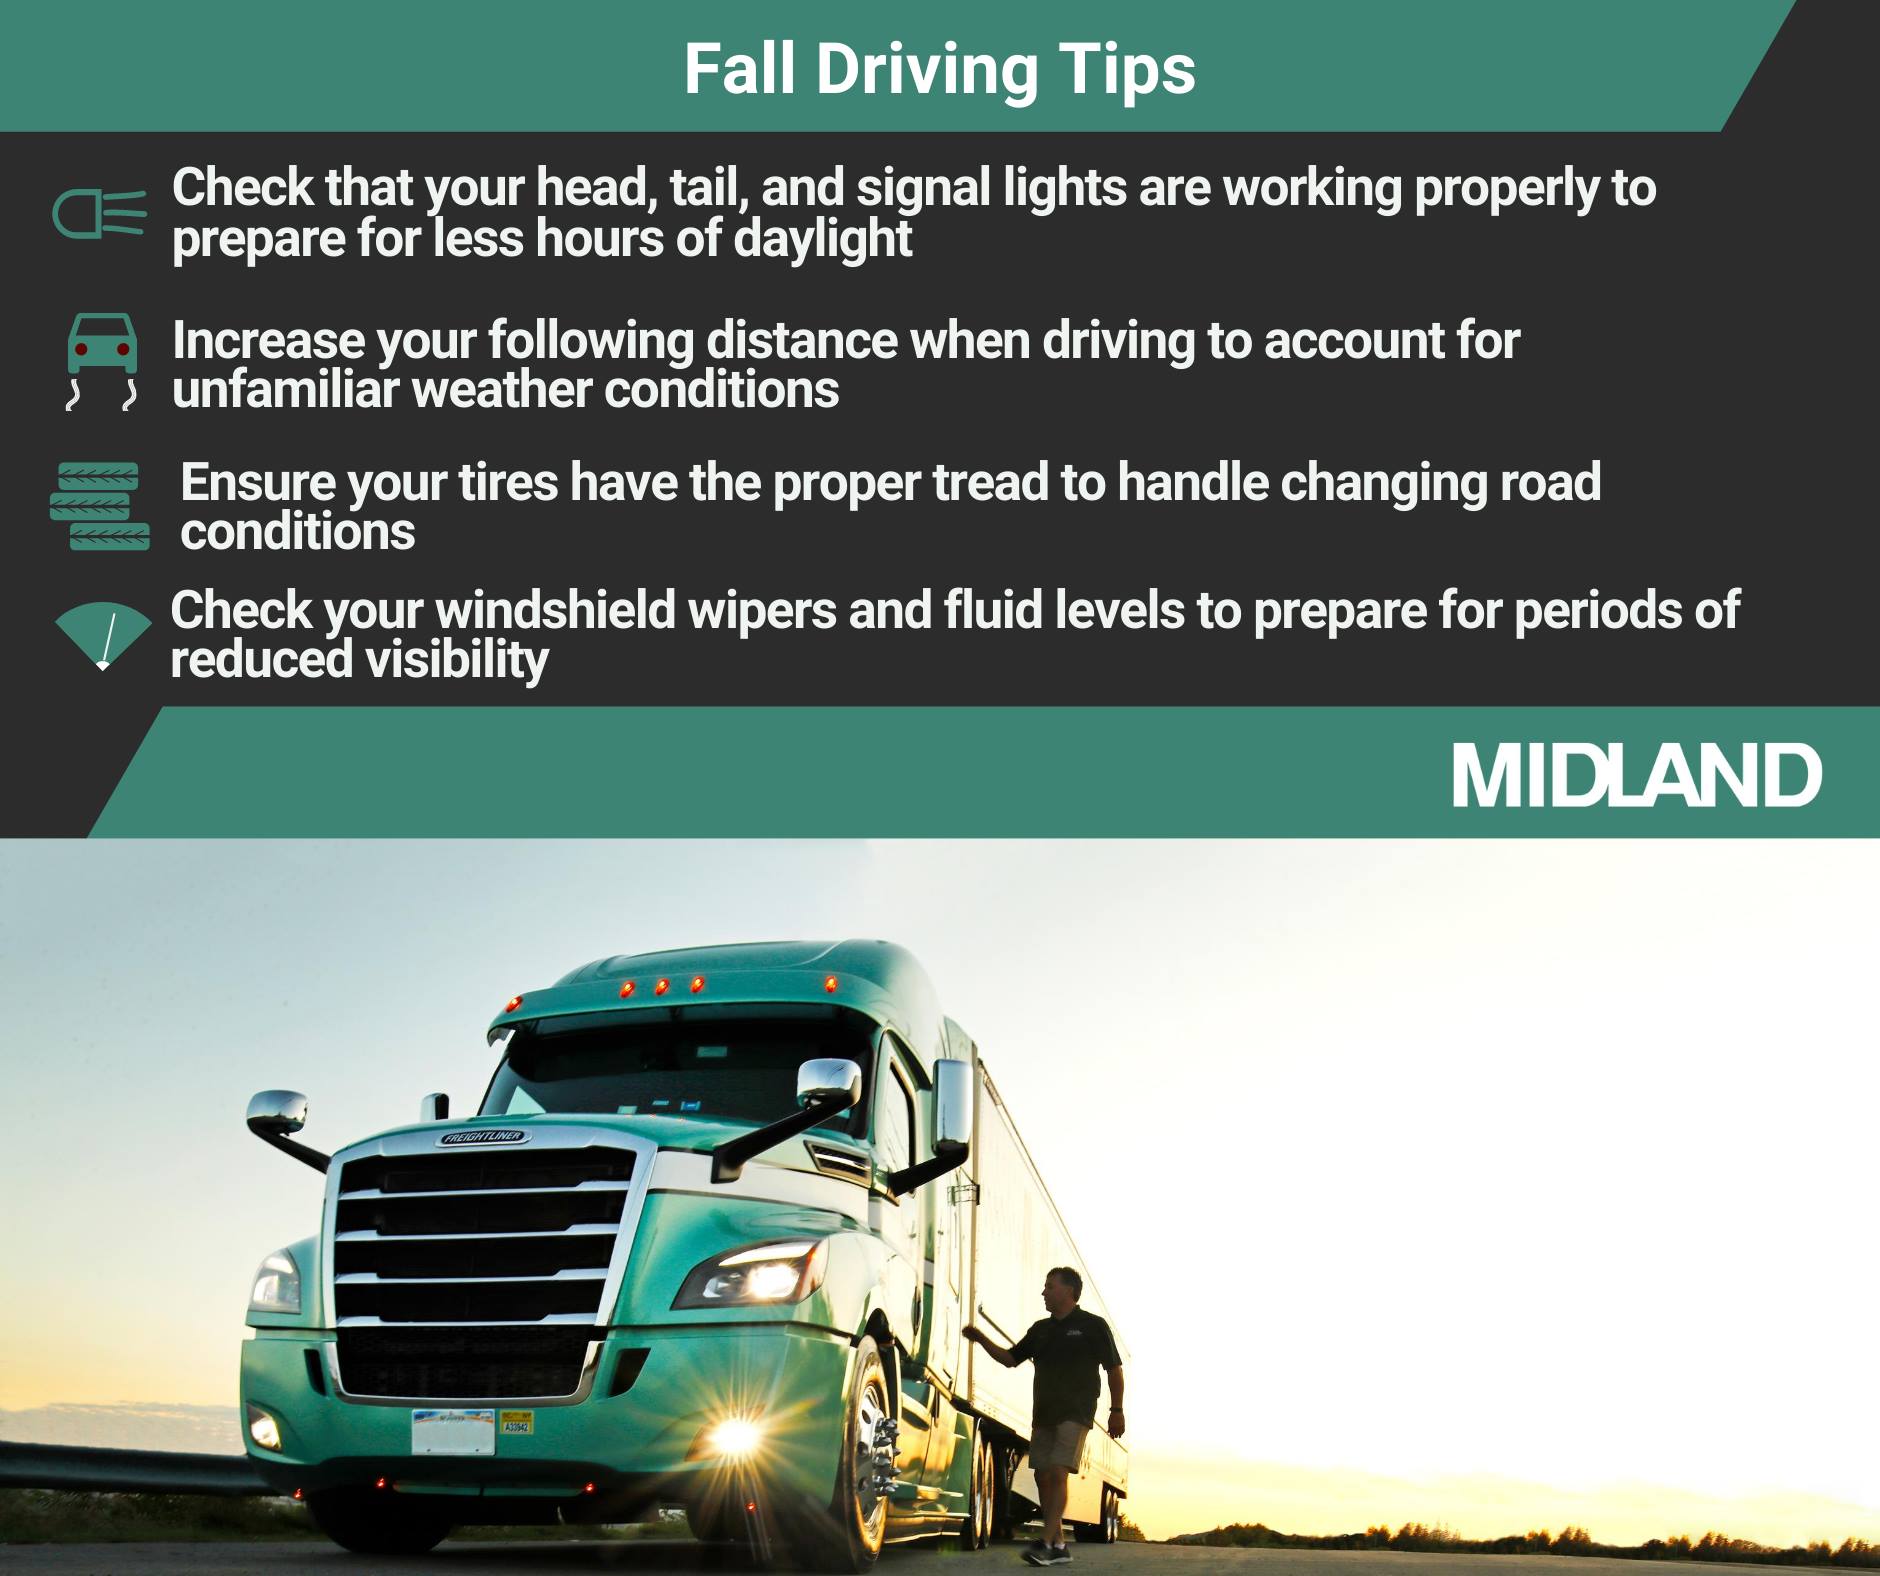 Fall Driving Tips
Check that your head, tail, and signal lights are working properly to
prepare for less hours of daylight
Increase your following distance when driving to account for
unfamiliar weather conditions
Ensure your tires have the proper tread to handle changing road
conditions
Check your windshield wipers and fluid levels to prepare for periods of
reduced visibility
MIDLAND
FREIGHTLINER
A33942